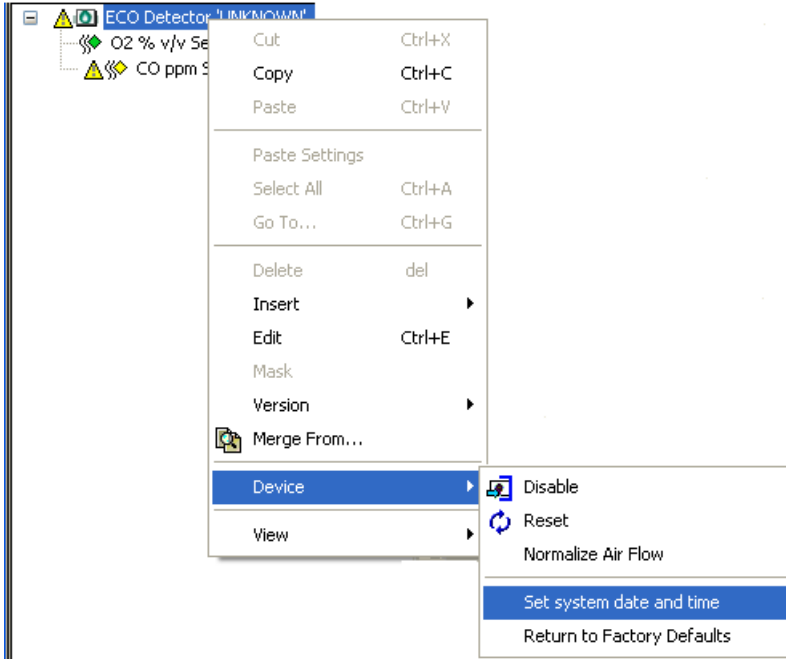 ECO Detector 'UNKNOWN'
O2 % v/v Se
CO ppm S
Cut Ctrl+X
Copy Ctrl+C
Paste Ctrl+V
Paste Settings
Select All Ctrl+A
Go To... Ctrl+G
Delete del
Insert
Edit Ctrl+E
Mask
Version
Merge From...
Device
View
Disable
Reset
Normalize Air Flow
Set system date and time
Return to Factory Defaults